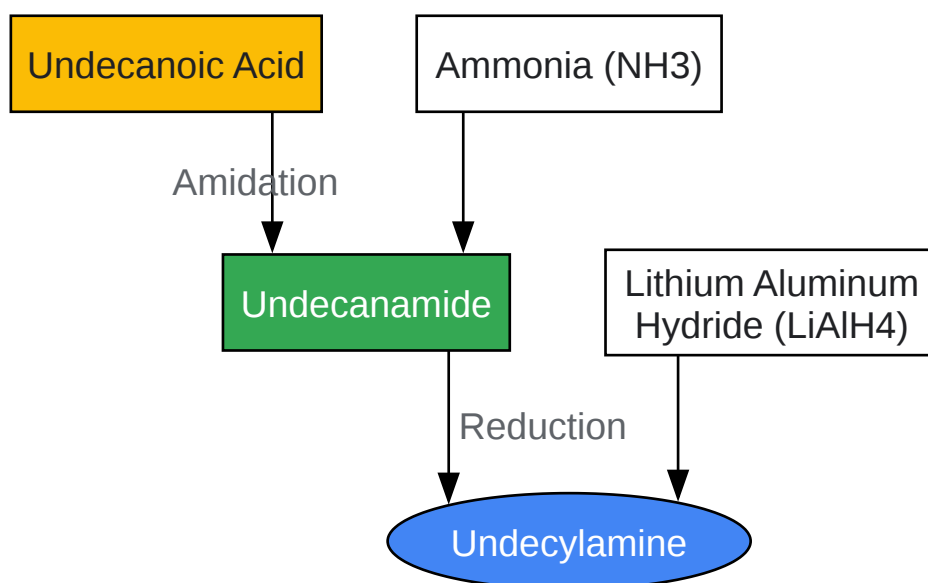 Undecanoic Acid
Ammonia (NH3)
Amidation
Undecanamide
Lithium Aluminum
Hydride (LiAlH4)
Reduction
Undecylamine